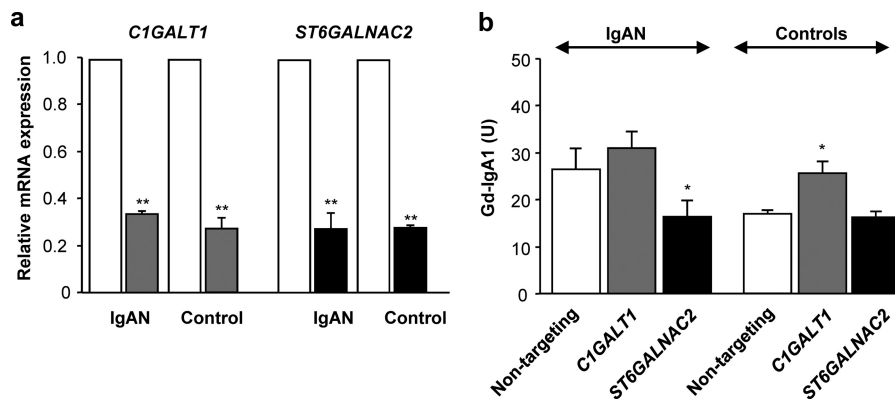 a
C1GALT1 ST6GALNAC2
Relative mRNA expression
1.0
0.8
0.6
0.4
0.2
0
** ** ** **
IgAN Control IgAN Control
b
IgAN Controls
Gd-IgA1 (U)
50
40
30
20
10
0
* *
Non-targeting C1GALT1 ST6GALNAC2 Non-targeting C1GALT1 ST6GALNAC2